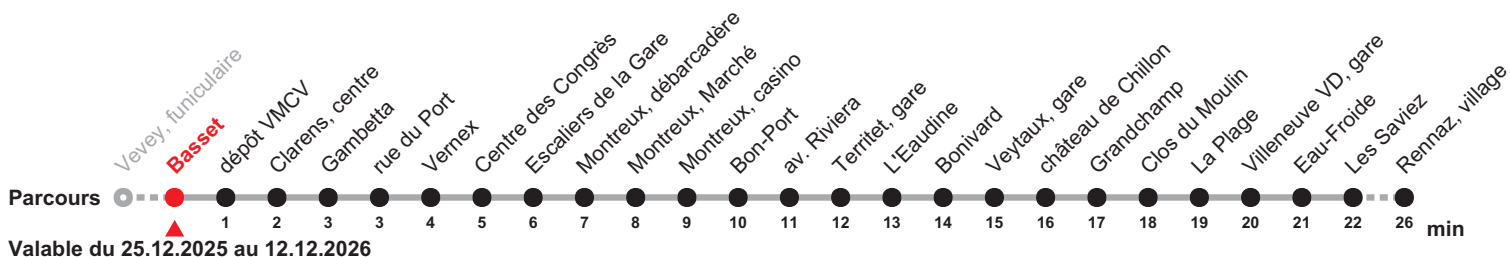 Vevey, funiculaire
Basset
dépôt VMCV
Clarens, centre
Gambetta
rue du Port
Vernex
Centre des Congrès
Escaliers de la Gare
Montreux, débarcadère
Montreux, Marché
Montreux, casino
Bon-Port
av. Riviera
Territet, gare
L'Eaudine
Bonivard
Veytaux, gare
château de Chillon
Grandchamp
Clos du Moulin
La Plage
Villeneuve VD, gare
Eau-Froide
Les Saviez
Rennaz, village
Parcours
1 2 3 3 4 5 6 7 8 9 10 11 12 13 14 15 16 17 18 19 20 21 22 26 min
Valable du 25.12.2025 au 12.12.2026